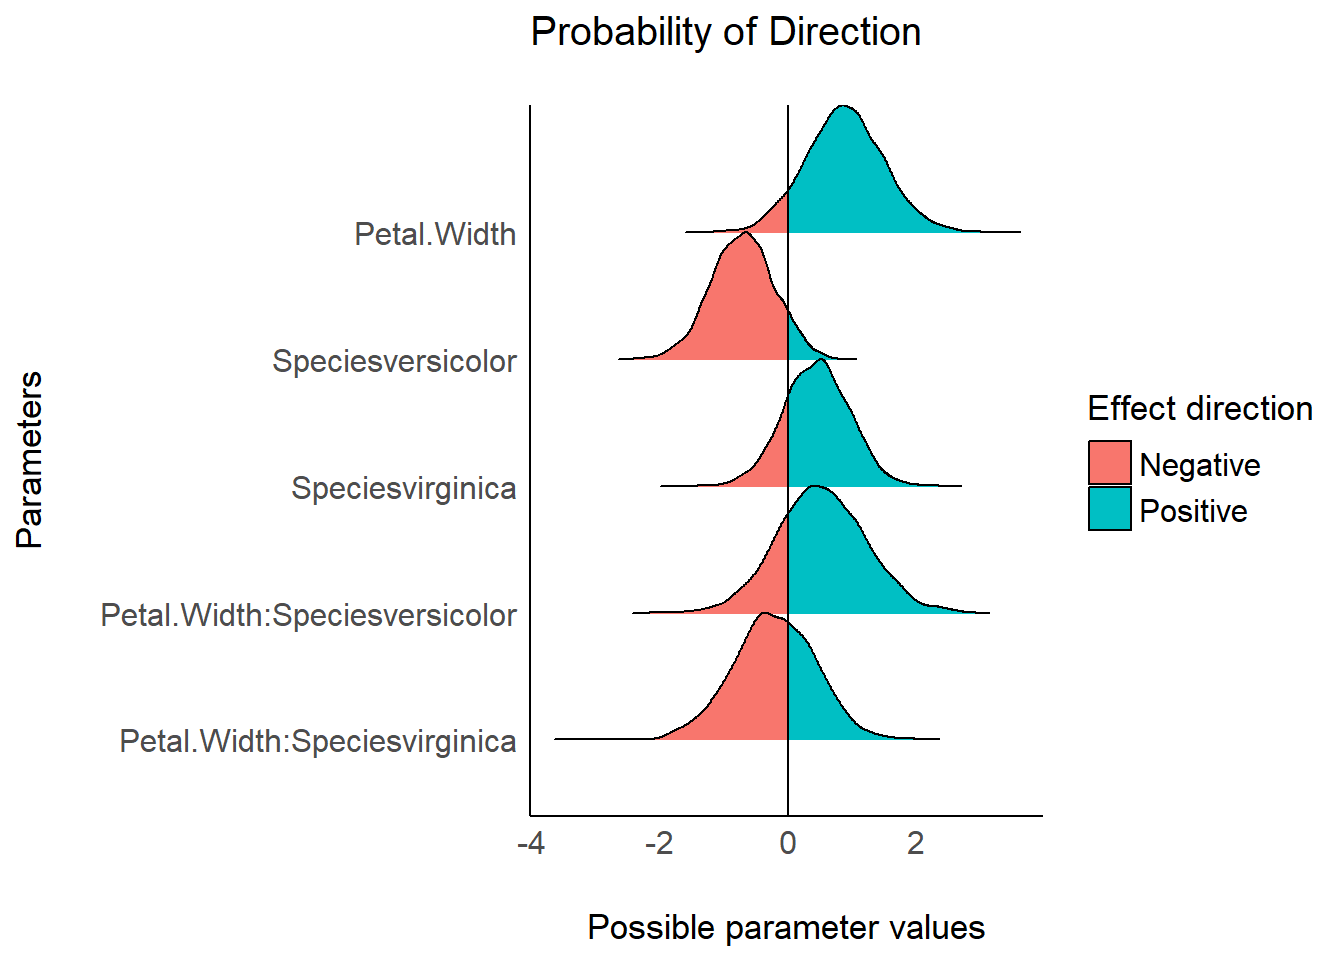 Probability of Direction
Parameters
Petal.Width
Speciesversicolor
Speciesvirginica
Petal.Width:Speciesversicolor
Petal.Width:Speciesvirginica
-4 -2 0 2
Possible parameter values
Effect direction
Negative
Positive